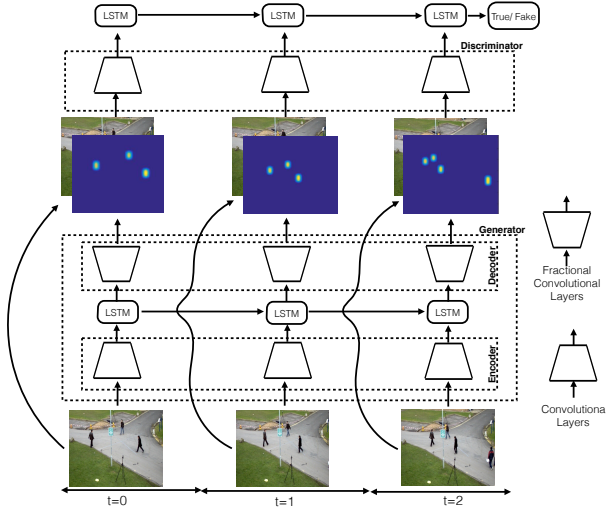 LSTM
LSTM
LSTM
True/ Fake
Discriminator
Generator
Decoder
LSTM
LSTM
LSTM
Encoder
Fractional
Convolutional
Layers
Convolutiona
Layers
t=0
t=1
t=2